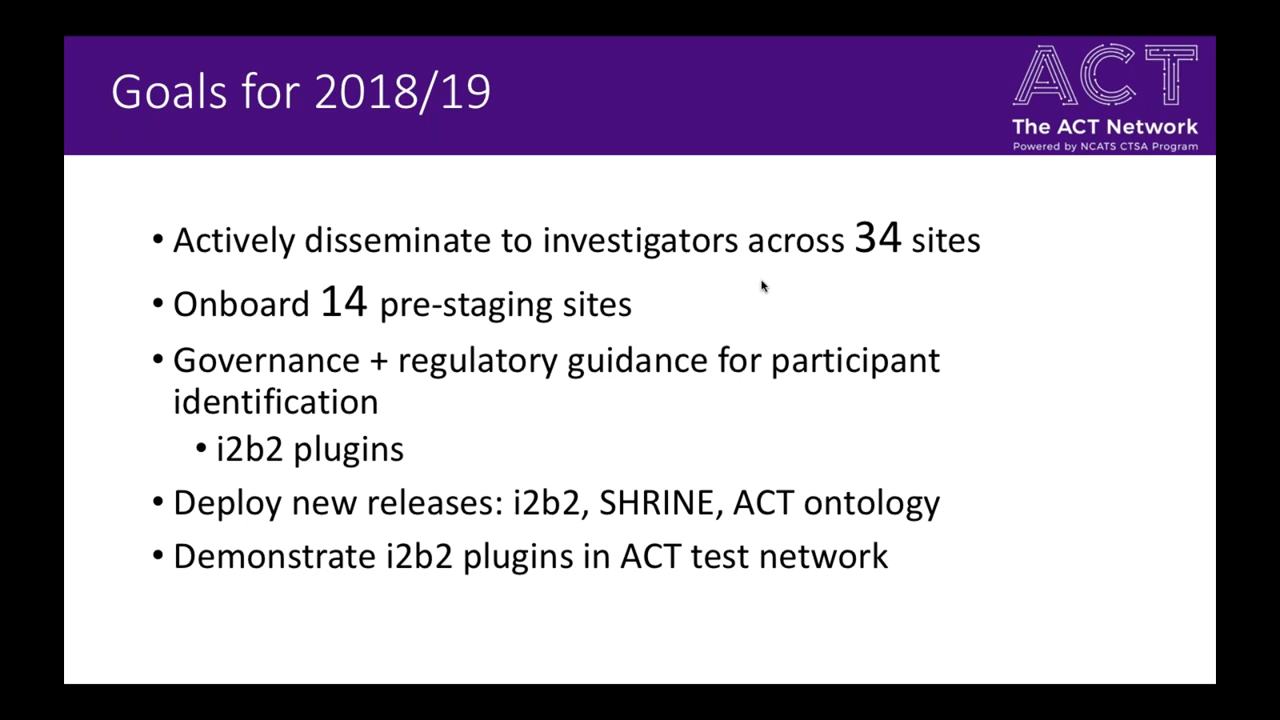 Goals for 2018/19
ACT
The ACT Network
Powered by NCATS CTSA Program
• Actively disseminate to investigators across 34 sites
• Onboard 14 pre-staging sites
• Governance + regulatory guidance for participant
identification
• i2b2 plugins
• Deploy new releases: i2b2, SHRINE, ACT ontology
• Demonstrate i2b2 plugins in ACT test network